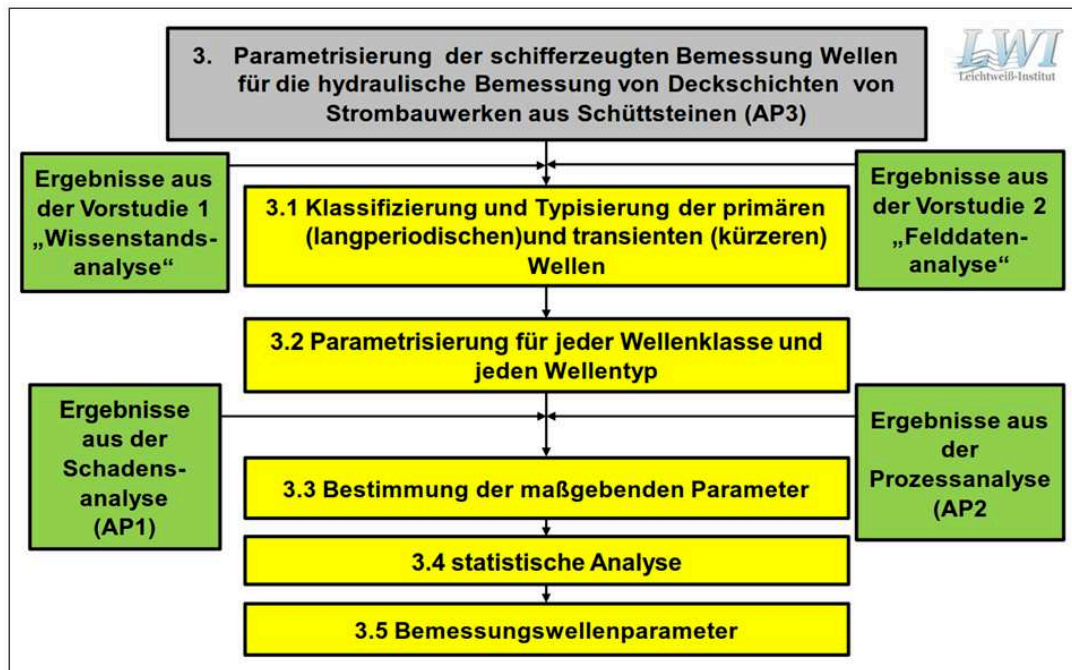 3. Parametrisierung der schifferzeugten Bemessung Wellen
für die hydraulische Bemessung von Deckschichten von
Strombauwerken aus Schüttsteinen (AP3)
LWI
Leichtweiß-Institut
Ergebnisse aus
der Vorstudie 1
„Wissenstands-
analyse“
3.1 Klassifizierung und Typisierung der primären
(langperiodischen)und transienten (kürzeren)
Wellen
Ergebnisse aus
der Vorstudie 2
„Felddaten-
analyse“
3.2 Parametrisierung für jeder Wellenklasse und
jeden Wellentyp
Ergebnisse
aus der
Schadens-
analyse
(AP1)
Ergebnisse aus
der
Prozessanalyse
(AP2
3.3 Bestimmung der maßgebenden Parameter
3.4 statistische Analyse
3.5 Bemessungswellenparameter